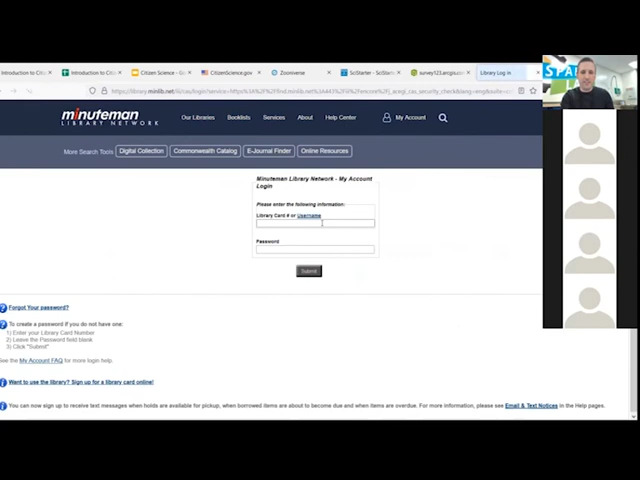 Introduction to Citiz
Introduction to Citi
Citizen Science - Go
CitizenScience.gov
Zooniverse
SciStarter - SciStarte
survey123.arcgis.co
Library Log in
SPA
minuteman
LIBRARY NETWORK
Our Libraries
Booklists
Services
About
Help Center
My Account
More Search Tools
Digital Collection
Commonwealth Catalog
E-Journal Finder
Online Resources
Minuteman Library Network - My Account
Login
Please enter the following information:
Library Card # or Username
Password
Submit
Forgot Your password?
To create a password if you do not have one:
1) Enter your Library Card Number
2) Leave the Password field blank
3) Click "Submit"
See the My Account FAQ for more login help.
Want to use the library? Sign up for a library card online!
You can now sign up to receive text messages when holds are available for pickup, when borrowed items are about to become due and when items are overdue. For more information, please see Email & Text Notices in the Help pages.